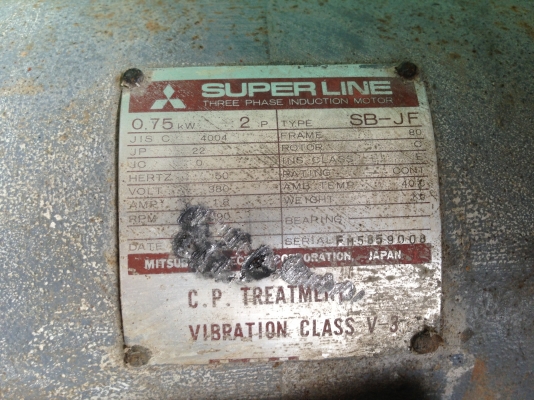 SUPER LINE
THREE PHASE INDUCTION MOTOR
0.75 kW 2 P TYPE SB-JF
JIS C 4004 FRAME 80
JP 22 ROTOR C
JC 0 INS. CLASS E
HERTZ 50 RATING CONT
VOLT 380 AMB. TEMP. 40°C
AMP. 1.8 WEIGHT
RPM BEARING
DATE SERIAL
CORPORATION, JAPAN
C.P. TREATMENT
VIBRATION CLASS V-3